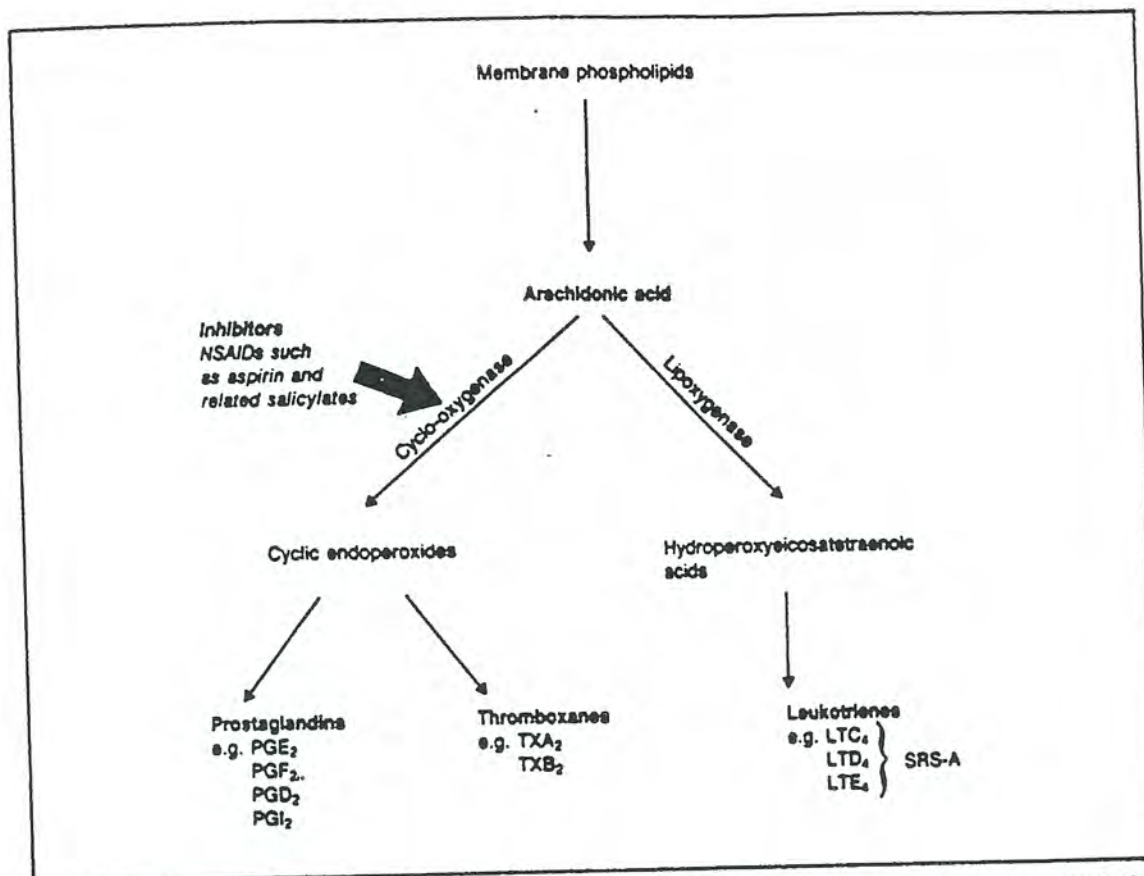 Membrane phospholipids
Arachidonic acid
Inhibitors
NSAIDs such
as aspirin and
related salicylates
Cyclo-oxygenase
Lipoxygenase
Cyclic endoperoxides
Hydroperoxyeicosatetraenoic
acids
Prostaglandins
e.g. PGE₂
PGF₂..
PGD₂
PGI₂
Thromboxanes
e.g. TXA₂
TXB₂
Leukotrienes
e.g. LTC₄
LTD₄
LTE₄
SRS-A